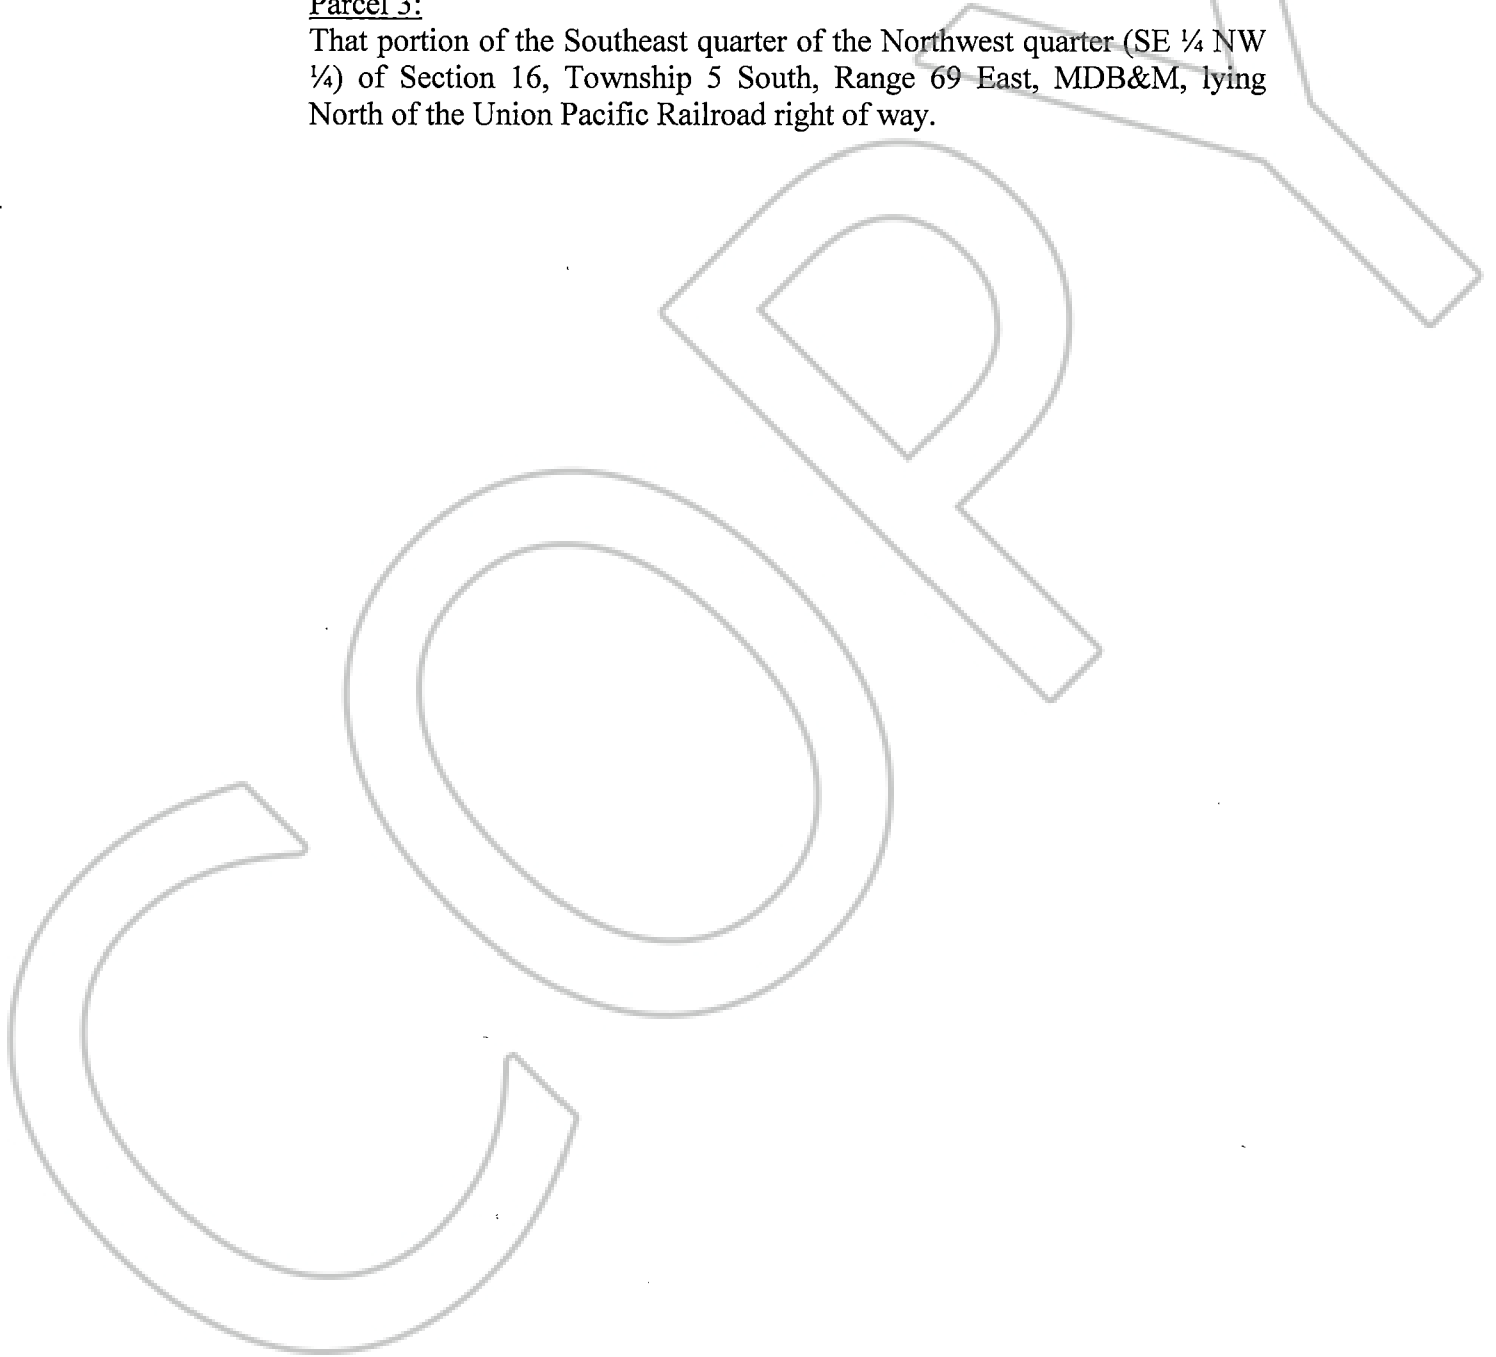 Parcel 3:
That portion of the Southeast quarter of the Northwest quarter (SE ¼ NW
¼) of Section 16, Township 5 South, Range 69 East, MDB&M, lying
North of the Union Pacific Railroad right of way.
COPY